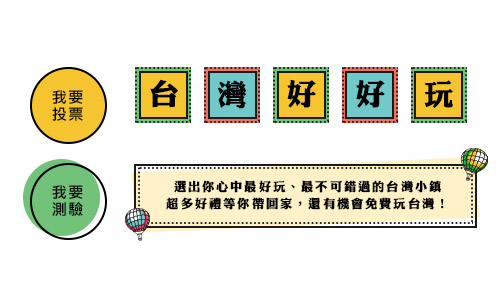 我要
投票
台灣好好玩
我要
測驗
選出你心中最好玩、最不可錯過的台灣小鎮
超多好禮等你帶回家,還有機會免費玩台灣!